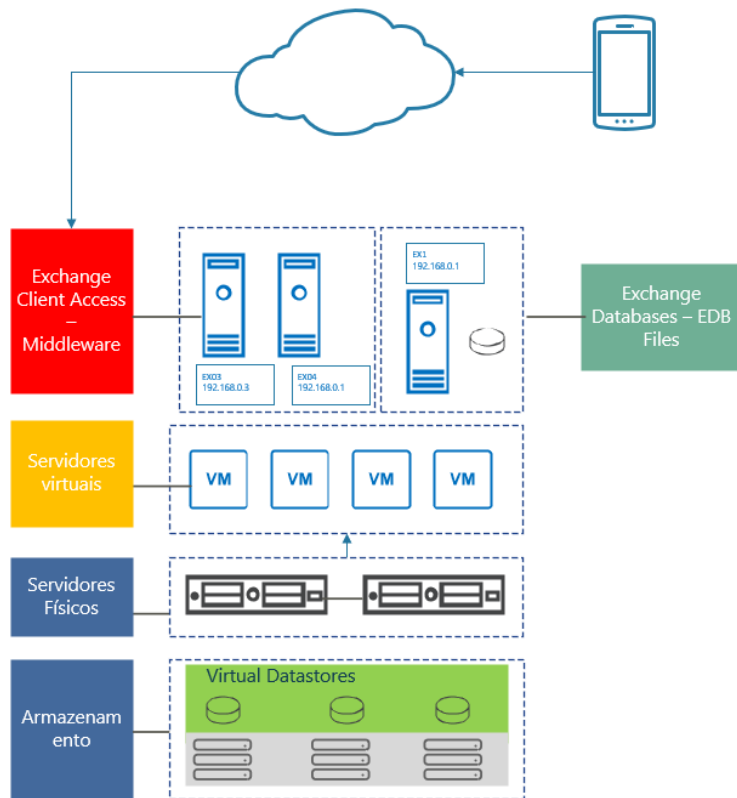 Exchange
Client Access
–
Middleware
EX03
192.168.0.3
EX04
192.168.0.1
EX1
192.168.0.1
Exchange
Databases – EDB
Files
Servidores
virtuais
VM
VM
VM
VM
Servidores
Físicos
Armazenam
ento
Virtual Datastores